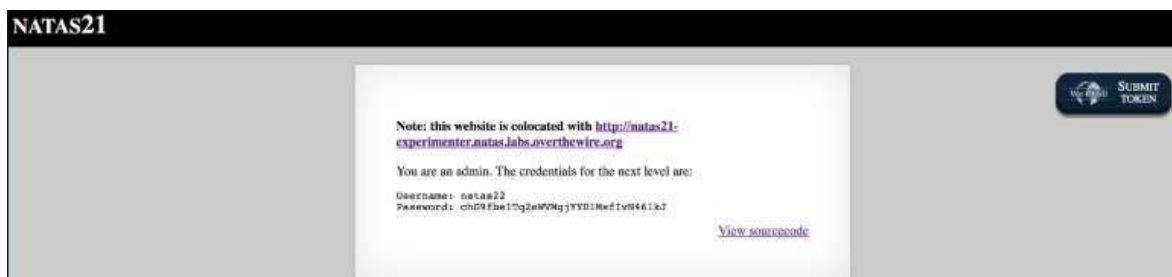 NATAS21
SUBMIT
TOKEN
Note: this website is colocated with http://natas21-
experimenter.natas.labs.overthewire.org
You are an admin. The credentials for the next level are:
Username: natas22
Password:
View sourcecode